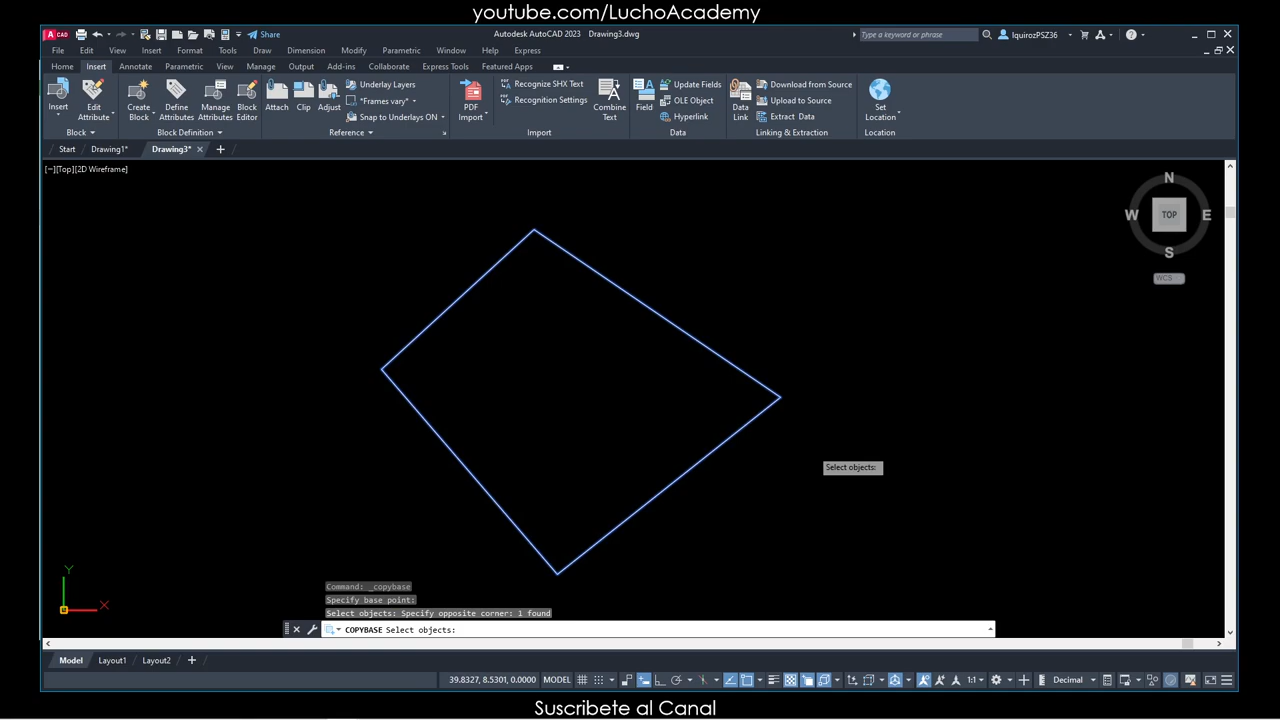 youtube.com/LuchoAcademy
A CAD Share Autodesk AutoCAD 2023 Drawing3.dwg Type a keyword or phrase lquirozPSZ36
File Edit View Insert Format Tools Draw Dimension Modify Parametric Window Help Express
Home Insert Annotate Parametric View Manage Output Add-ins Collaborate Express Tools Featured Apps
Insert
Edit
Attribute
Create
Block
Define
Attributes
Manage
Attributes
Block
Editor
Attach
Clip
Adjust
Underlay Layers
*Frames vary*
Snap to Underlays ON
PDF
Import
Recognize SHX Text
Recognition Settings
Combine
Text
Field
Update Fields
OLE Object
Hyperlink
Data
Link
Download from Source
Upload to Source
Extract Data
Set
Location
Block Block Definition Reference Import Data Linking & Extraction Location
Start Drawing1* Drawing3*
[−][Top][2D Wireframe]
N
W TOP E
S
WCS
Select objects:
Y
X
Command: _copybase
Specify base point:
Select objects: Specify opposite corner: 1 found
COPYBASE Select objects:
Model Layout1 Layout2
39.8327, 8.5301, 0.0000 MODEL 1:1 Decimal
Suscribete al Canal